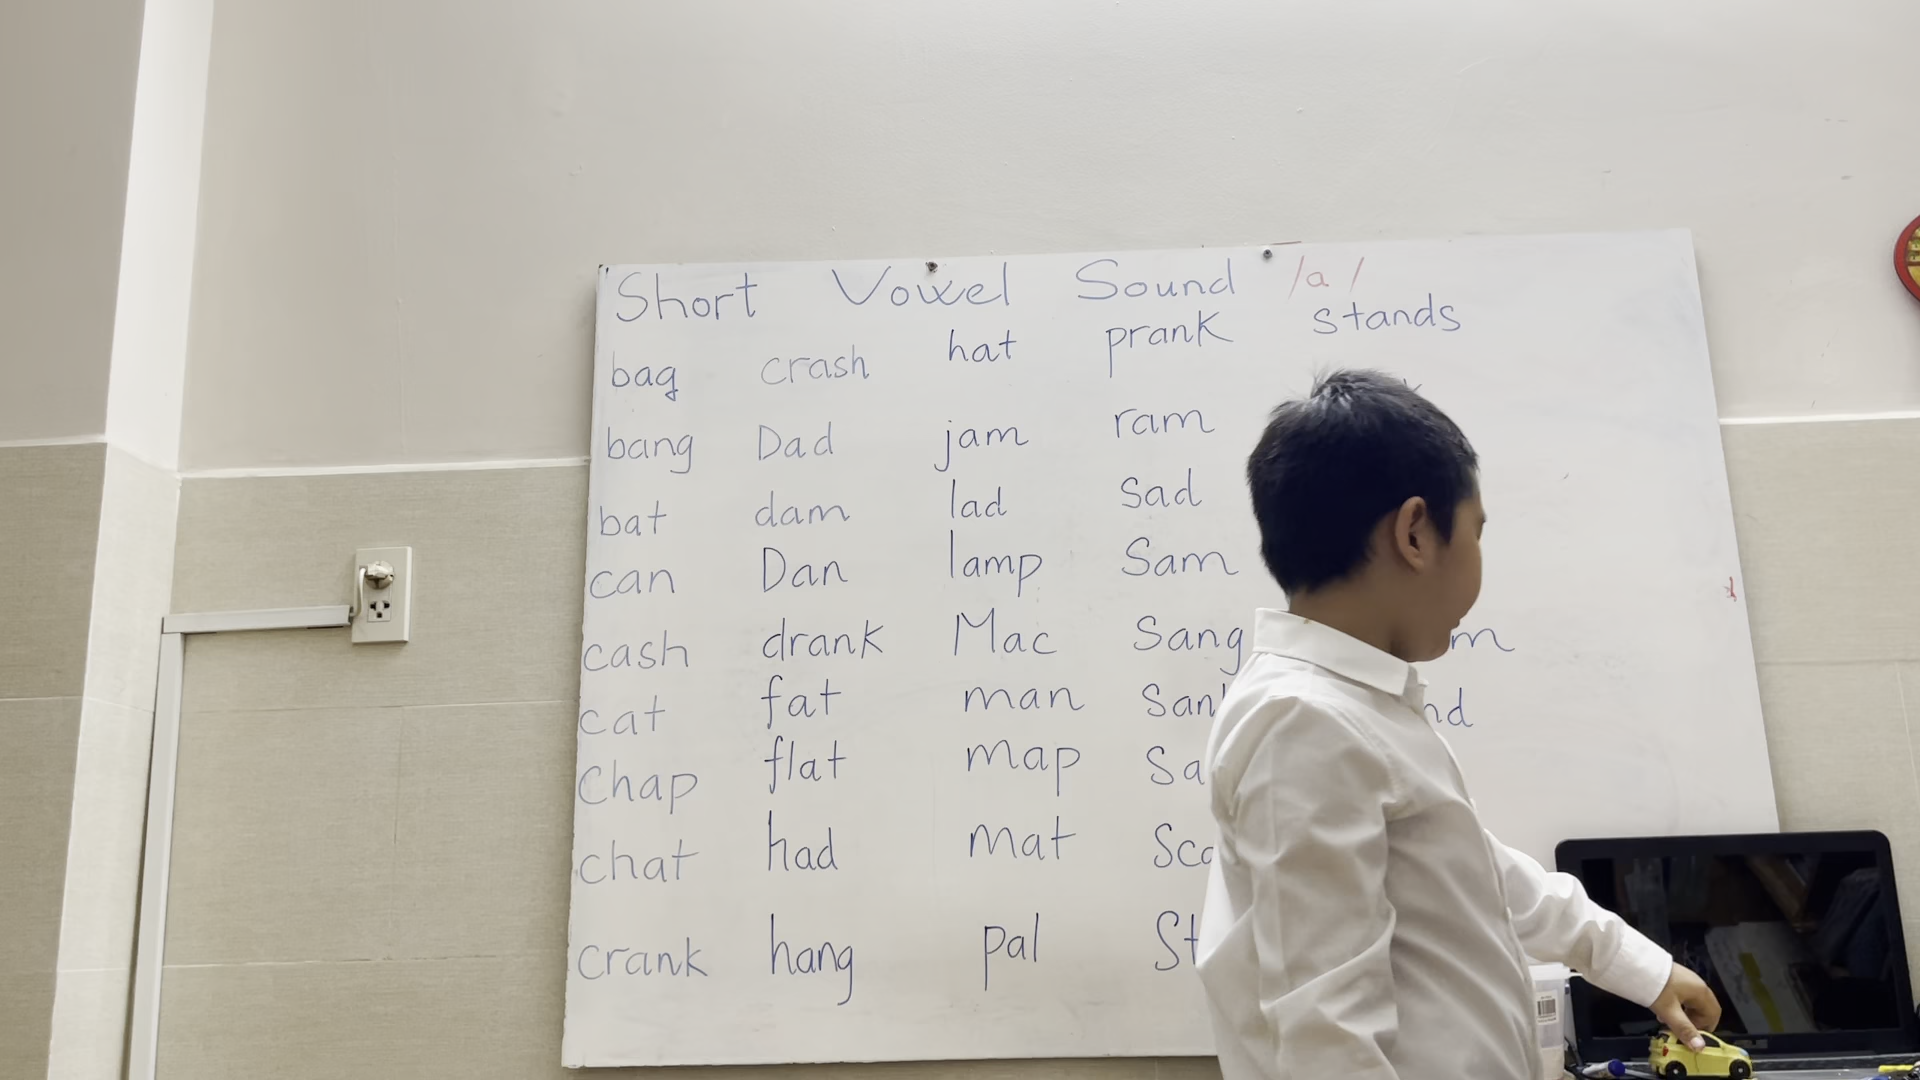 Short Vowel Sound /a/
bag crash hat prank stands
bang Dad jam ram
bat dam lad Sad
can Dan lamp Sam
cash drank Mac Sang
cat fat man
Chap flat map
chat had mat
crank hang pal